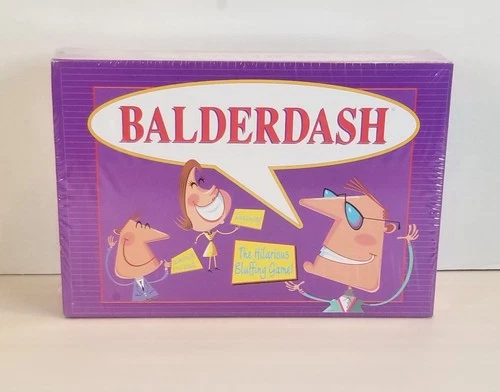 BALDERDASH
The Hilarious
Bluffing Game!